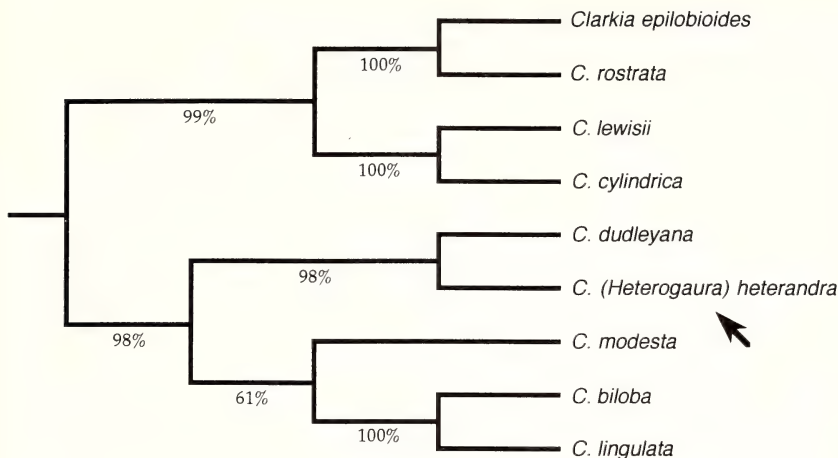 Clarkia epilobioides
100%
C. rostrata
99%
C. lewisii
100%
C. cylindrica
C. dudleyana
98%
C. (Heterogaura) heterandra
98%
C. modesta
61%
C. biloba
100%
C. lingulata